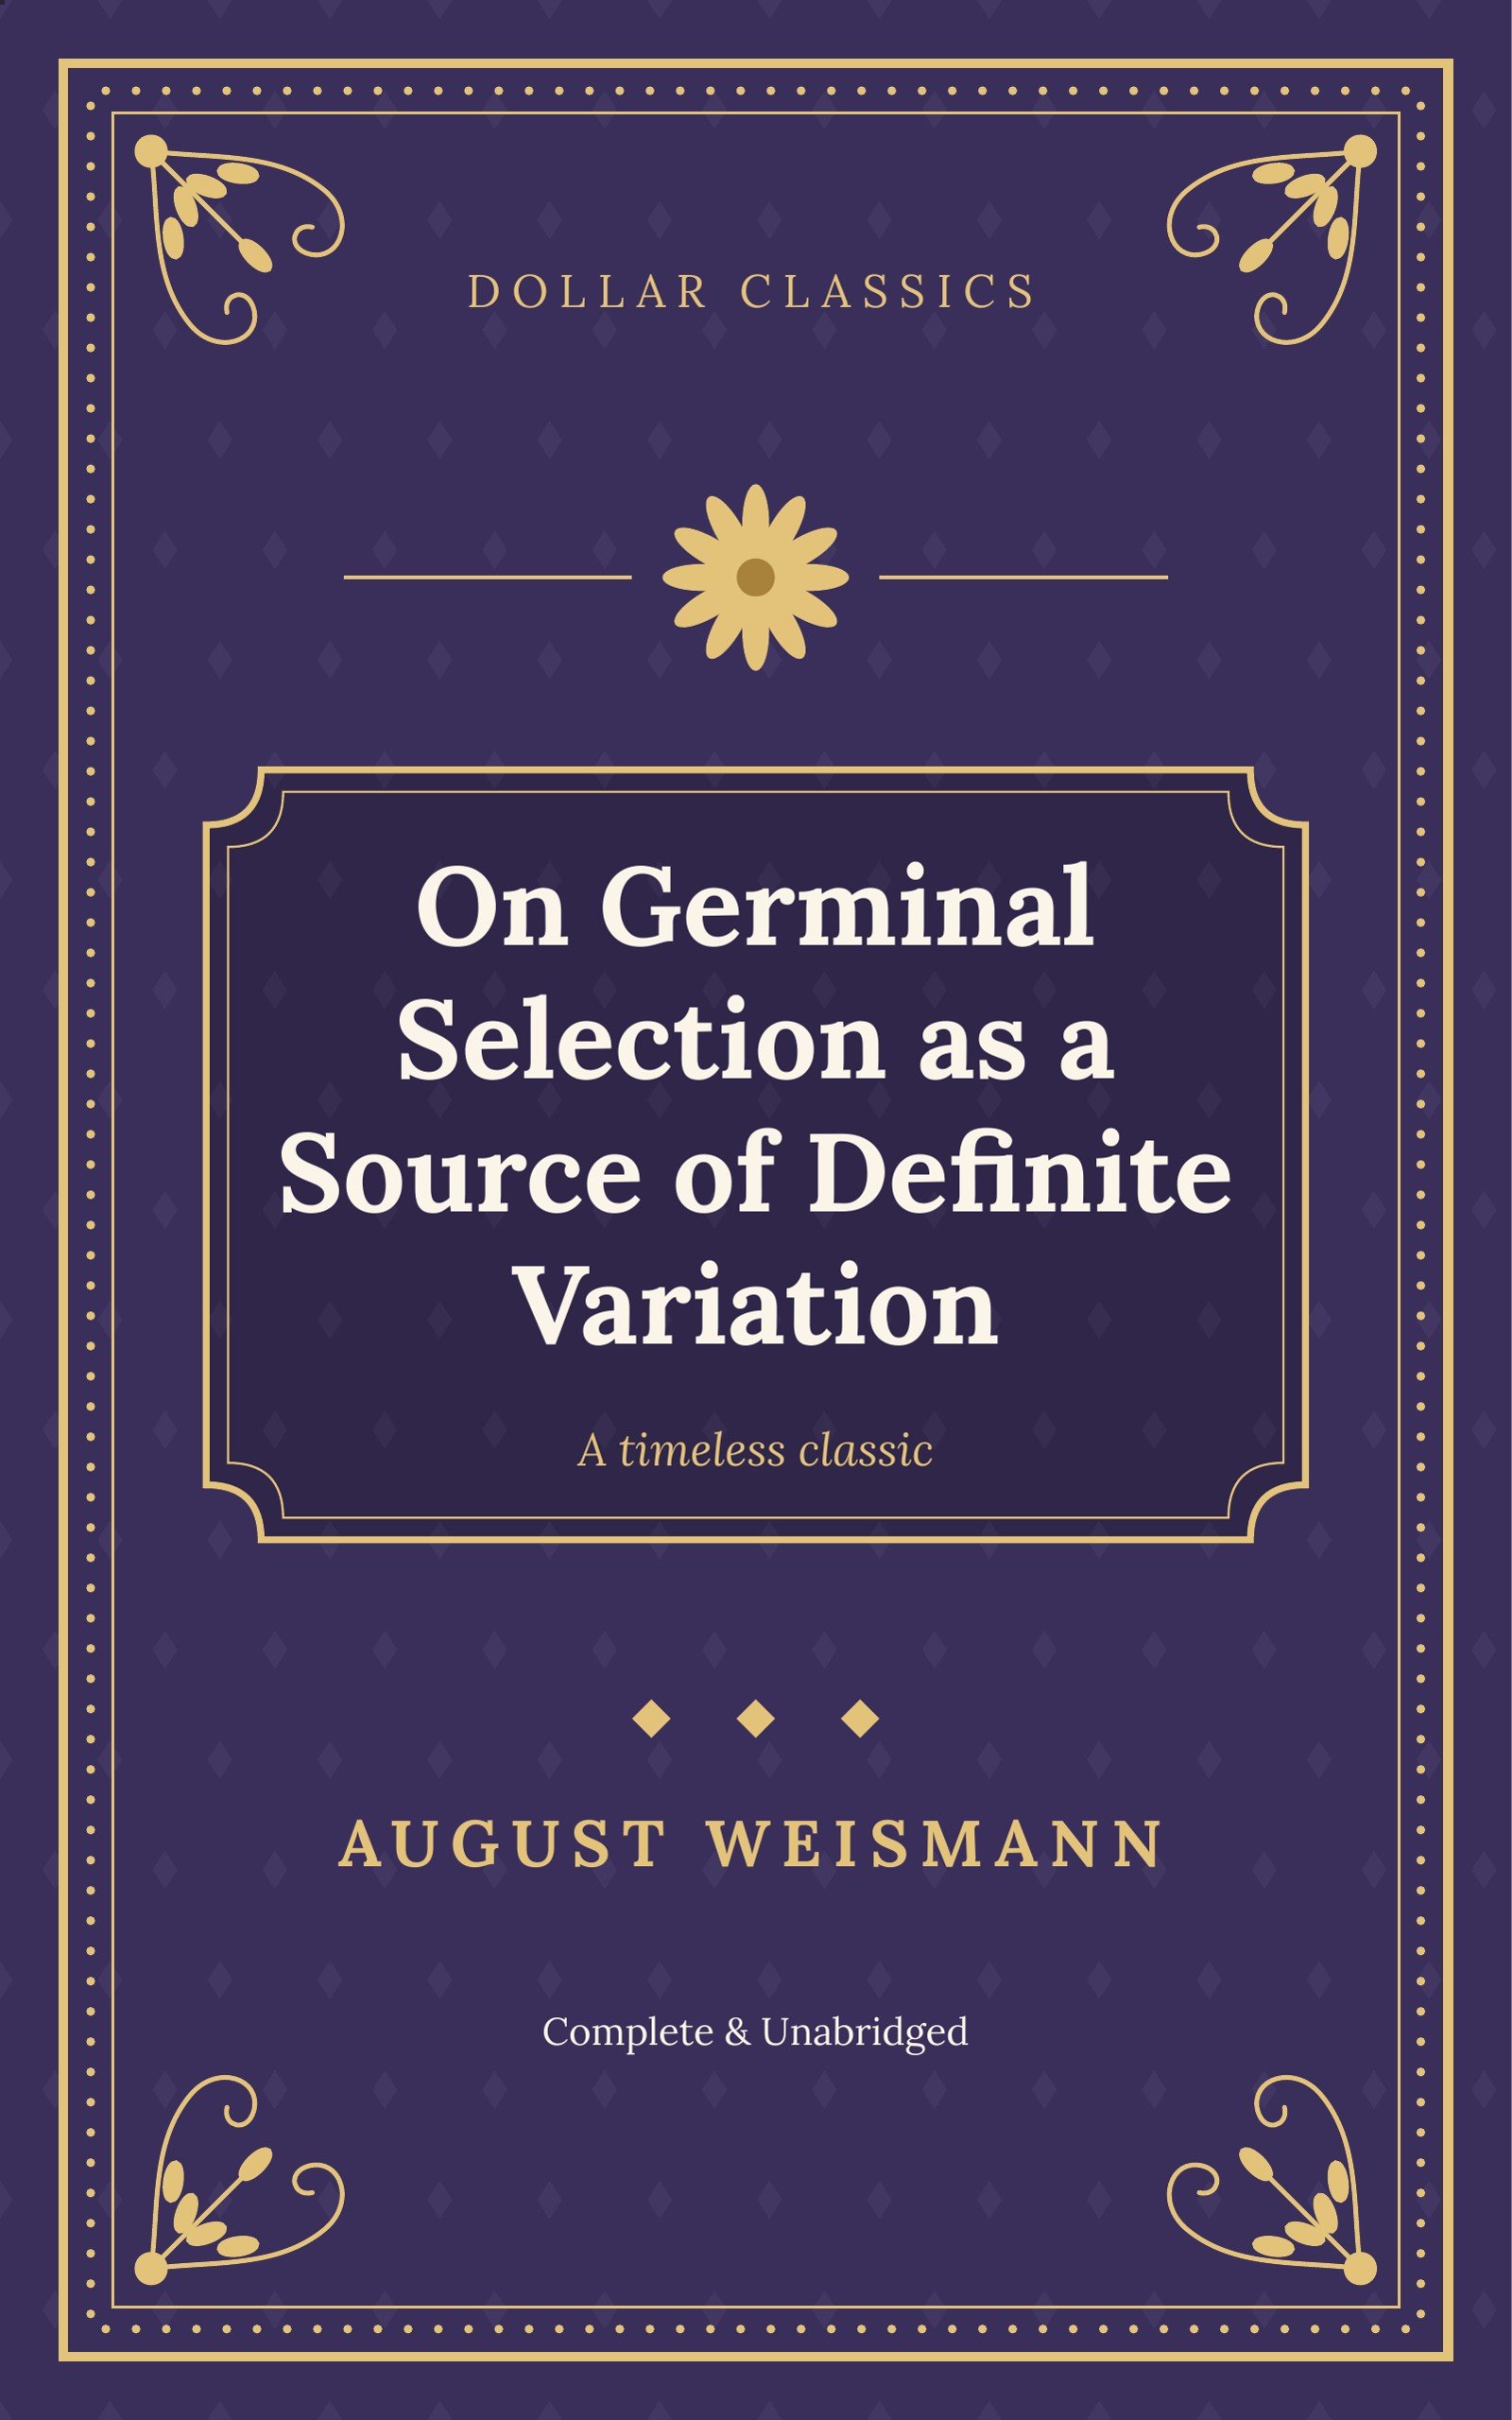 DOLLAR CLASSICS
On Germinal
Selection as a
Source of Definite
Variation
A timeless classic
AUGUST WEISMANN
Complete & Unabridged